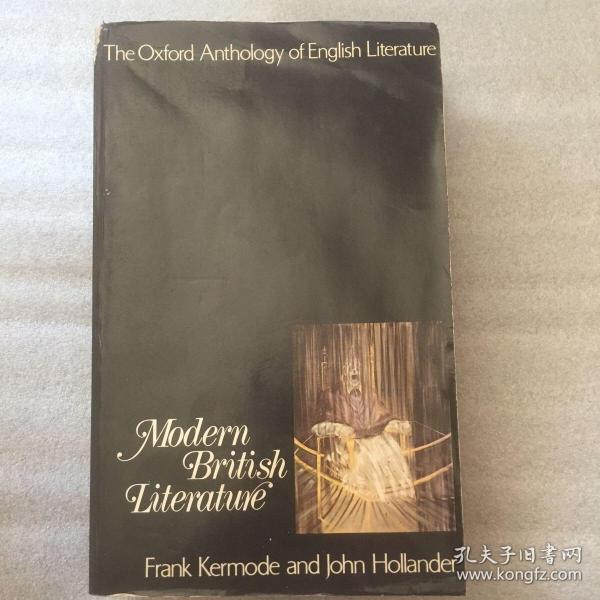 The Oxford Anthology of English Literature
Modern
British
Literature
Frank Kermode and John Hollander
孔夫子旧书网
www.kongfz.com